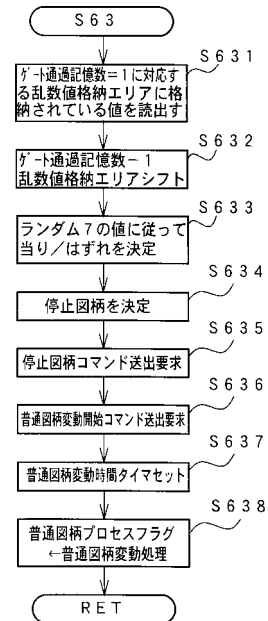 S63
S631
ゲート通過記憶数=1に対応す
る乱数値格納エリアに格
納されている値を読出す
S632
ゲート通過記憶数-1
乱数値格納エリアシフト
S633
ランダム7の値に従って
当り/はずれを決定
S634
停止図柄を決定
S635
停止図柄コマンド送出要求
S636
普通図柄変動開始コマンド送出要求
S637
普通図柄変動時間タイマセット
S638
普通図柄プロセスフラグ
←普通図柄変動処理
RET